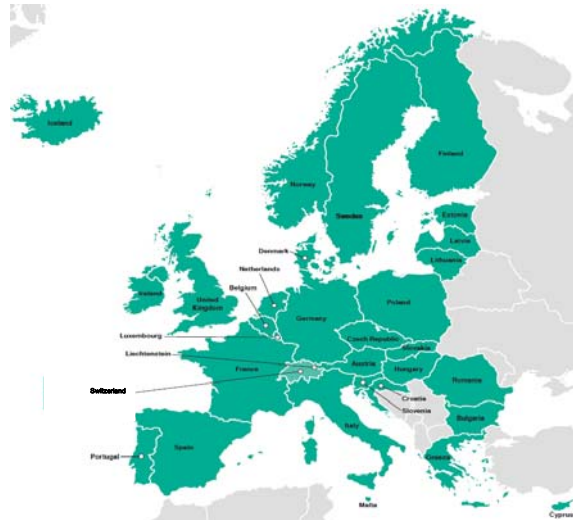 Iceland
Finland
Norway
Sweden
Estonia
Latvia
Lithuania
Denmark
Netherlands
Belgium
Ireland
United
Kingdom
Poland
Germany
Luxembourg
Czech Republic
Slovakia
Liechtenstein
Austria
Hungary
France
Romania
Switzerland
Croatia
Slovenia
Bulgaria
Italy
Spain
Portugal
Greece
Malta
Cyprus